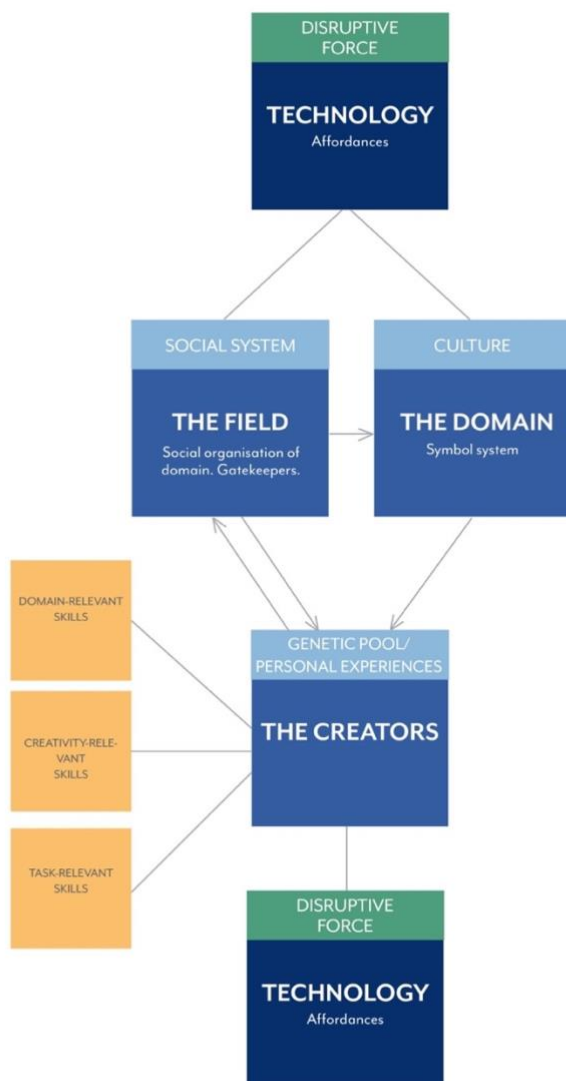 DISRUPTIVE
FORCE
TECHNOLOGY
Affordances
SOCIAL SYSTEM
THE FIELD
Social organisation of
domain. Gatekeepers.
CULTURE
THE DOMAIN
Symbol system
DOMAIN-RELEVANT
SKILLS
CREATIVITY-RELE-
VANT
SKILLS
TASK-RELEVANT
SKILLS
GENETIC POOL/
PERSONAL EXPERIENCES
THE CREATORS
DISRUPTIVE
FORCE
TECHNOLOGY
Affordances